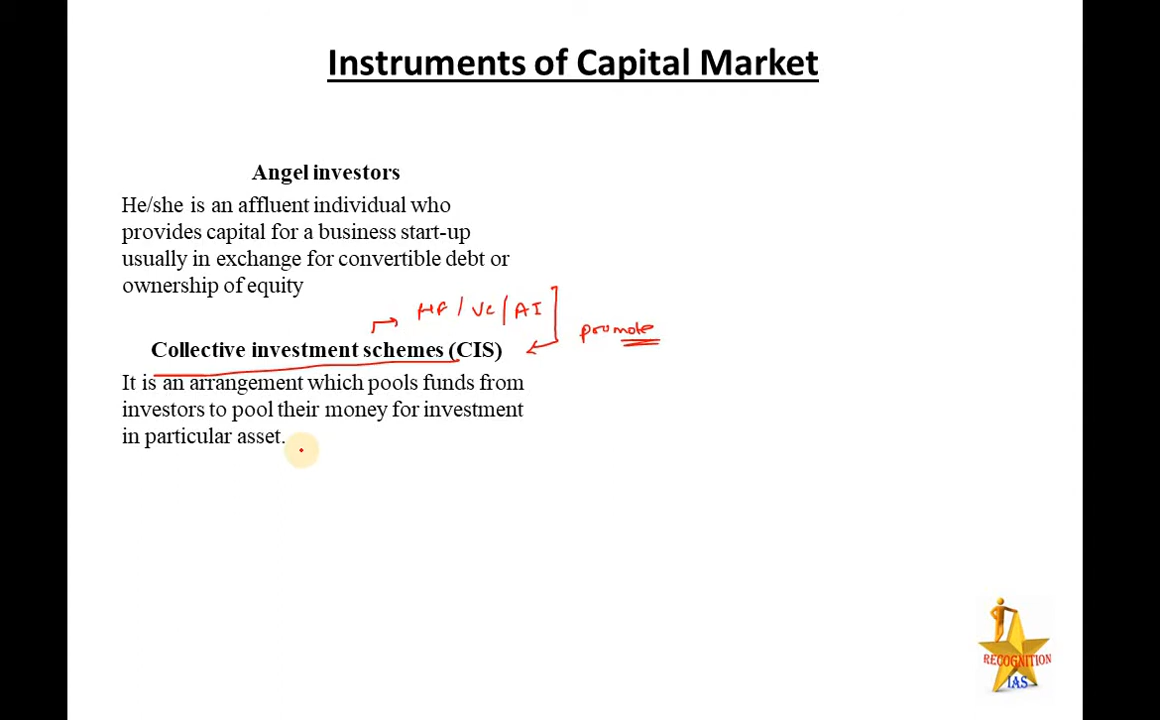 Instruments of Capital Market
Angel investors
He/she is an affluent individual who
provides capital for a business start-up
usually in exchange for convertible debt or
ownership of equity
HF / VC / AI
promote
Collective investment schemes (CIS)
It is an arrangement which pools funds from
investors to pool their money for investment
in particular asset.
RECOGNITION
IAS